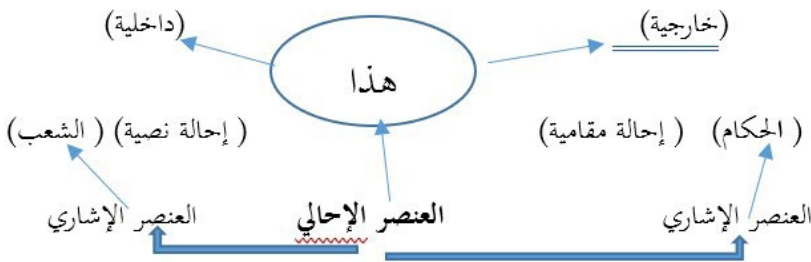 (خارجية) (داخلية)
هذا
( الحكام) ( إحالة مقامية) ( إحالة نصية) ( الشعب)
العنصر الإشاري العنصر الإحالي العنصر الإشاري